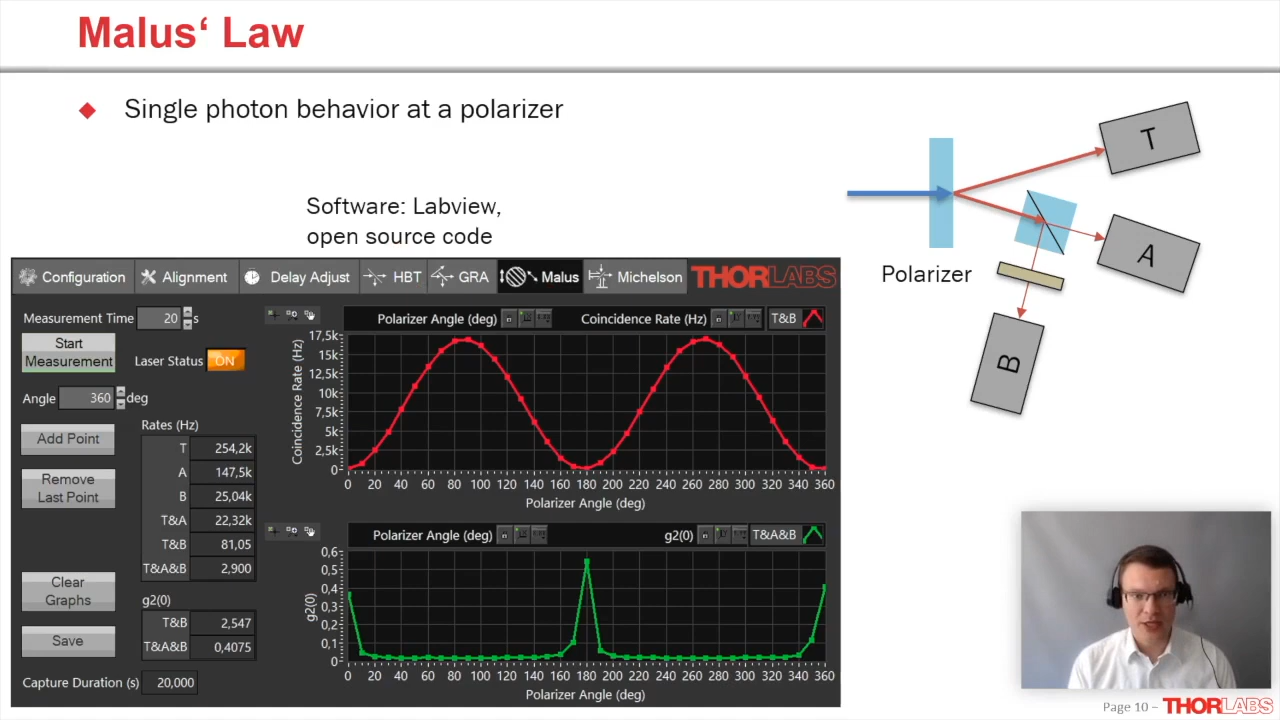 Malus‘ Law
Single photon behavior at a polarizer
Software: Labview,
open source code
T
A
B
Polarizer
Configuration
Alignment
Delay Adjust
HBT
GRA
Malus
Michelson
THORLABS
Measurement Time 20 s
Start
Measurement
Laser Status ON
Angle 360 deg
Add Point
Remove
Last Point
Rates (Hz)
T 254,2k
A 147,5k
B 25,04k
T&A 22,32k
T&B 81,05
T&A&B 2,900
Clear
Graphs
Save
g2(0)
T&B 2,547
T&A&B 0,4075
Capture Duration (s) 20,000
Polarizer Angle (deg) Coincidence Rate (Hz) T&B
Coincidence Rate (Hz)
17,5k
15k
12,5k
10k
7,5k
5k
2,5k
0
0 20 40 60 80 100 120 140 160 180 200 220 240 260 280 300 320 340 360
Polarizer Angle (deg)
Polarizer Angle (deg) g2(0) T&A&B
g2(0)
0,6
0,5
0,4
0,3
0,2
0,1
0
0 20 40 60 80 100 120 140 160 180 200 220 240 260 280 300 320 340 360
Polarizer Angle (deg)
Page 10 – THORLABS